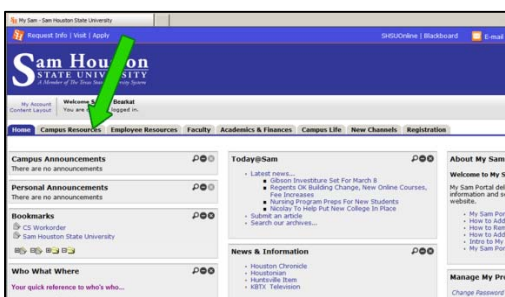 My Sam - Sam Houston State University
Request Info | Visit | Apply
SHSUOnline | Blackboard
E-mail
Sam Hou on
STATE UNIV SITY
A Member of The Texas State University System
My Account
Content Layout
Welcome S Bearkat
You are logged in.
Home Campus Resources Employee Resources Faculty Academics & Finances Campus Life New Channels Registration
Campus Announcements
There are no announcements
Personal Announcements
There are no announcements
Bookmarks
CS Workorder
Sam Houston State University
Who What Where
Your quick reference to who's who...
Today@Sam
Latest news...
Gibson Investiture Set For March 8
Regents OK Building Change, New Online Courses,
Fee Increases
Nursing Program Preps For New Students
Nicolay To Help Put New College In Place
Submit an article
Search our archives...
News & Information
Houston Chronicle
Houstonian
Huntsville Item
KBTX Television
About My Sam
Welcome to My S
My Sam Portal del
information and se
website.
My Sam Por
How to Add
How to Rem
How to Add
Intro to My
My Sam Por
Manage My Pro
Change Password